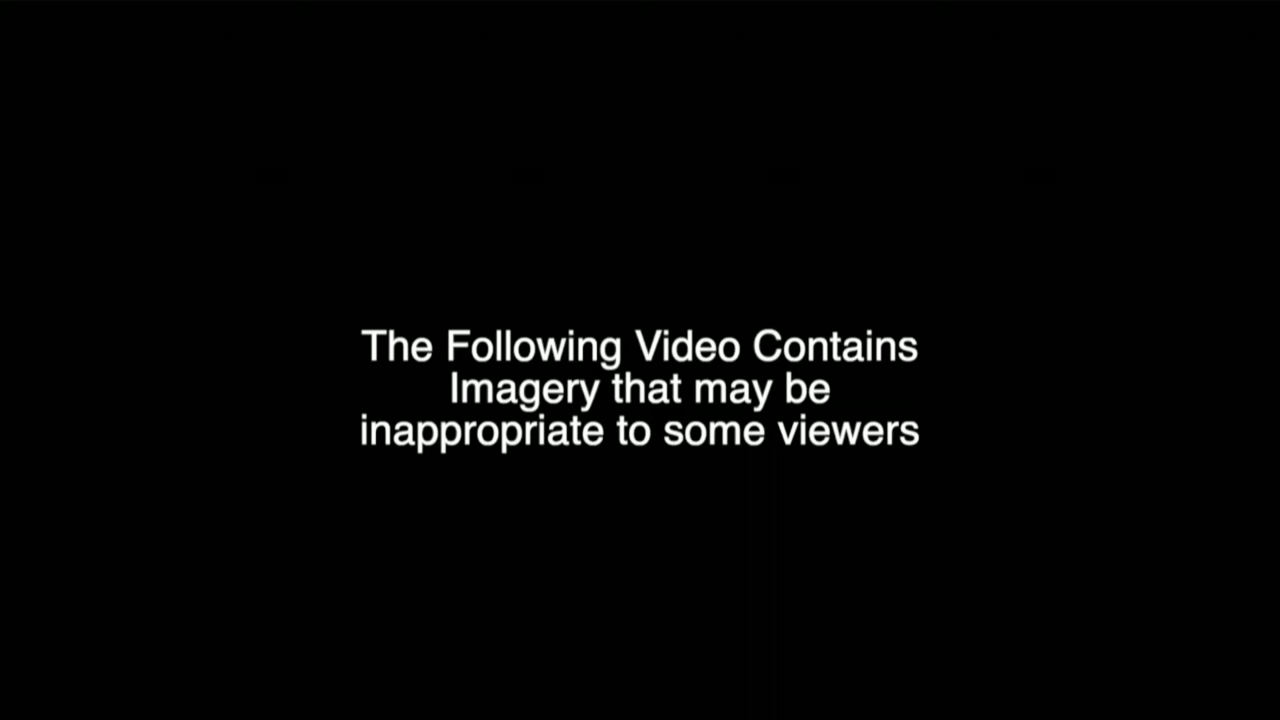 The Following Video Contains
Imagery that may be
inappropriate to some viewers